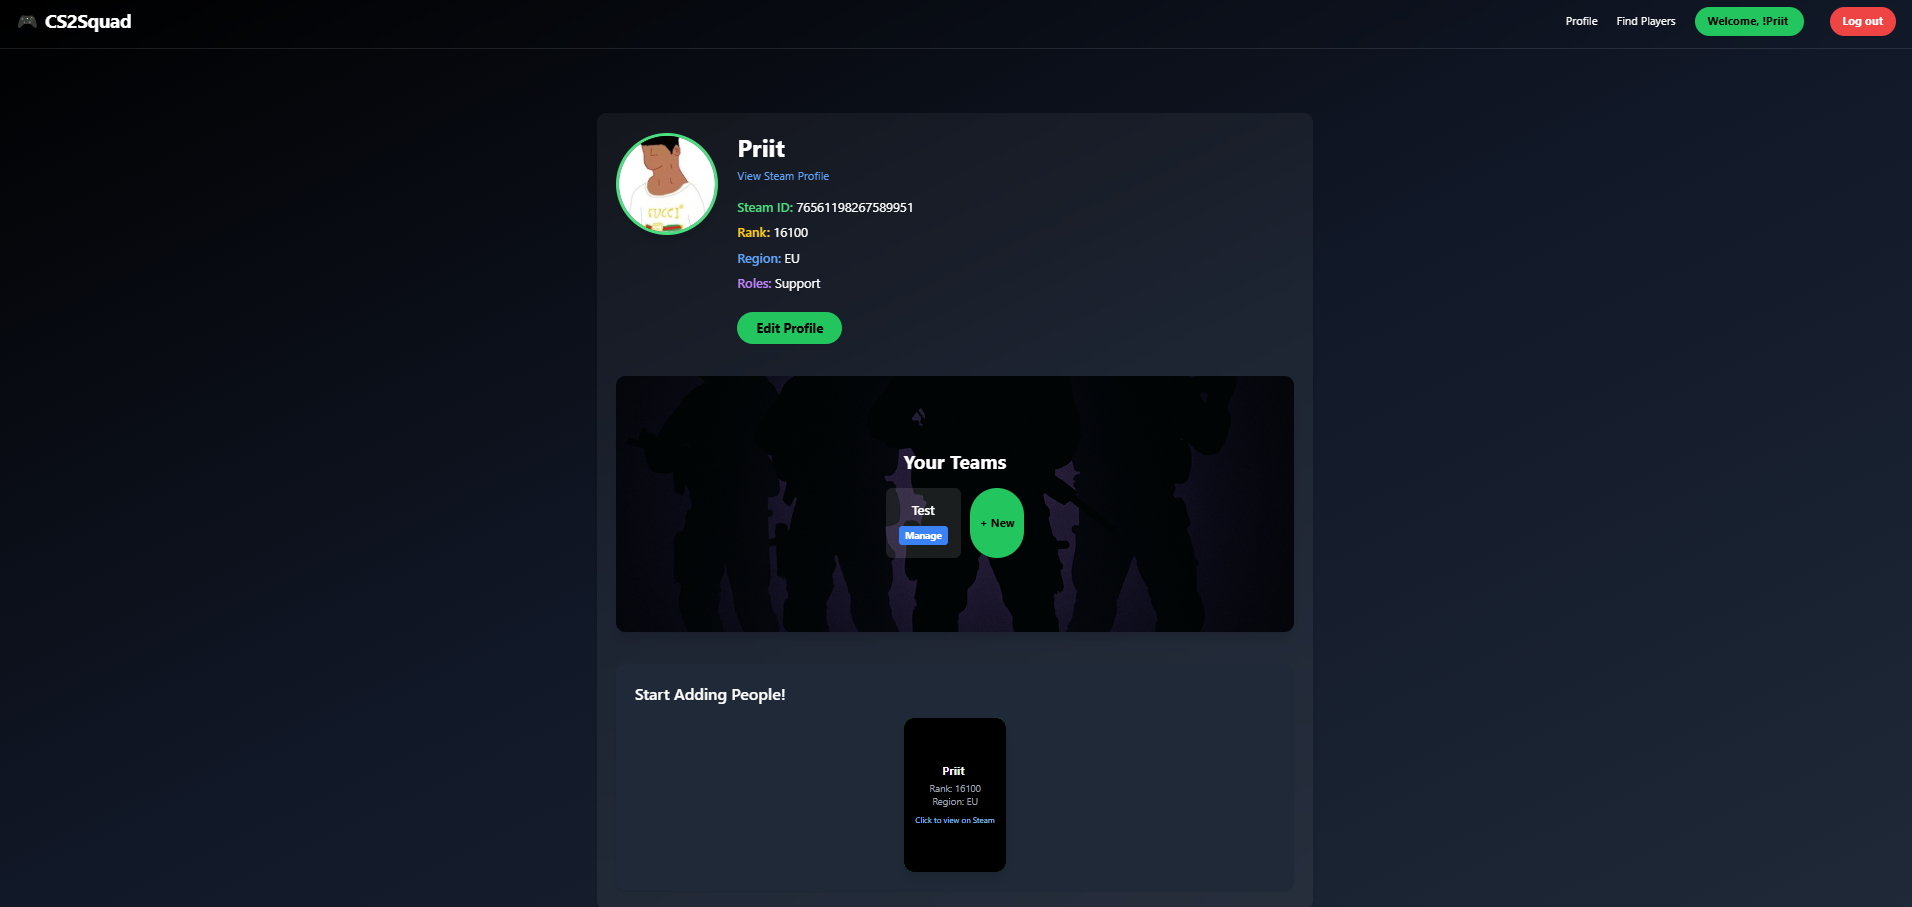 CS2Squad
Profile
Find Players
Welcome, !Priit
Log out
Priit
View Steam Profile
Steam ID: 76561198267589951
Rank: 16100
Region: EU
Roles: Support
Edit Profile
FUCCI
Your Teams
Test
Manage
+ New
Start Adding People!
Priit
Rank: 16100
Region: EU
Click to view on Steam